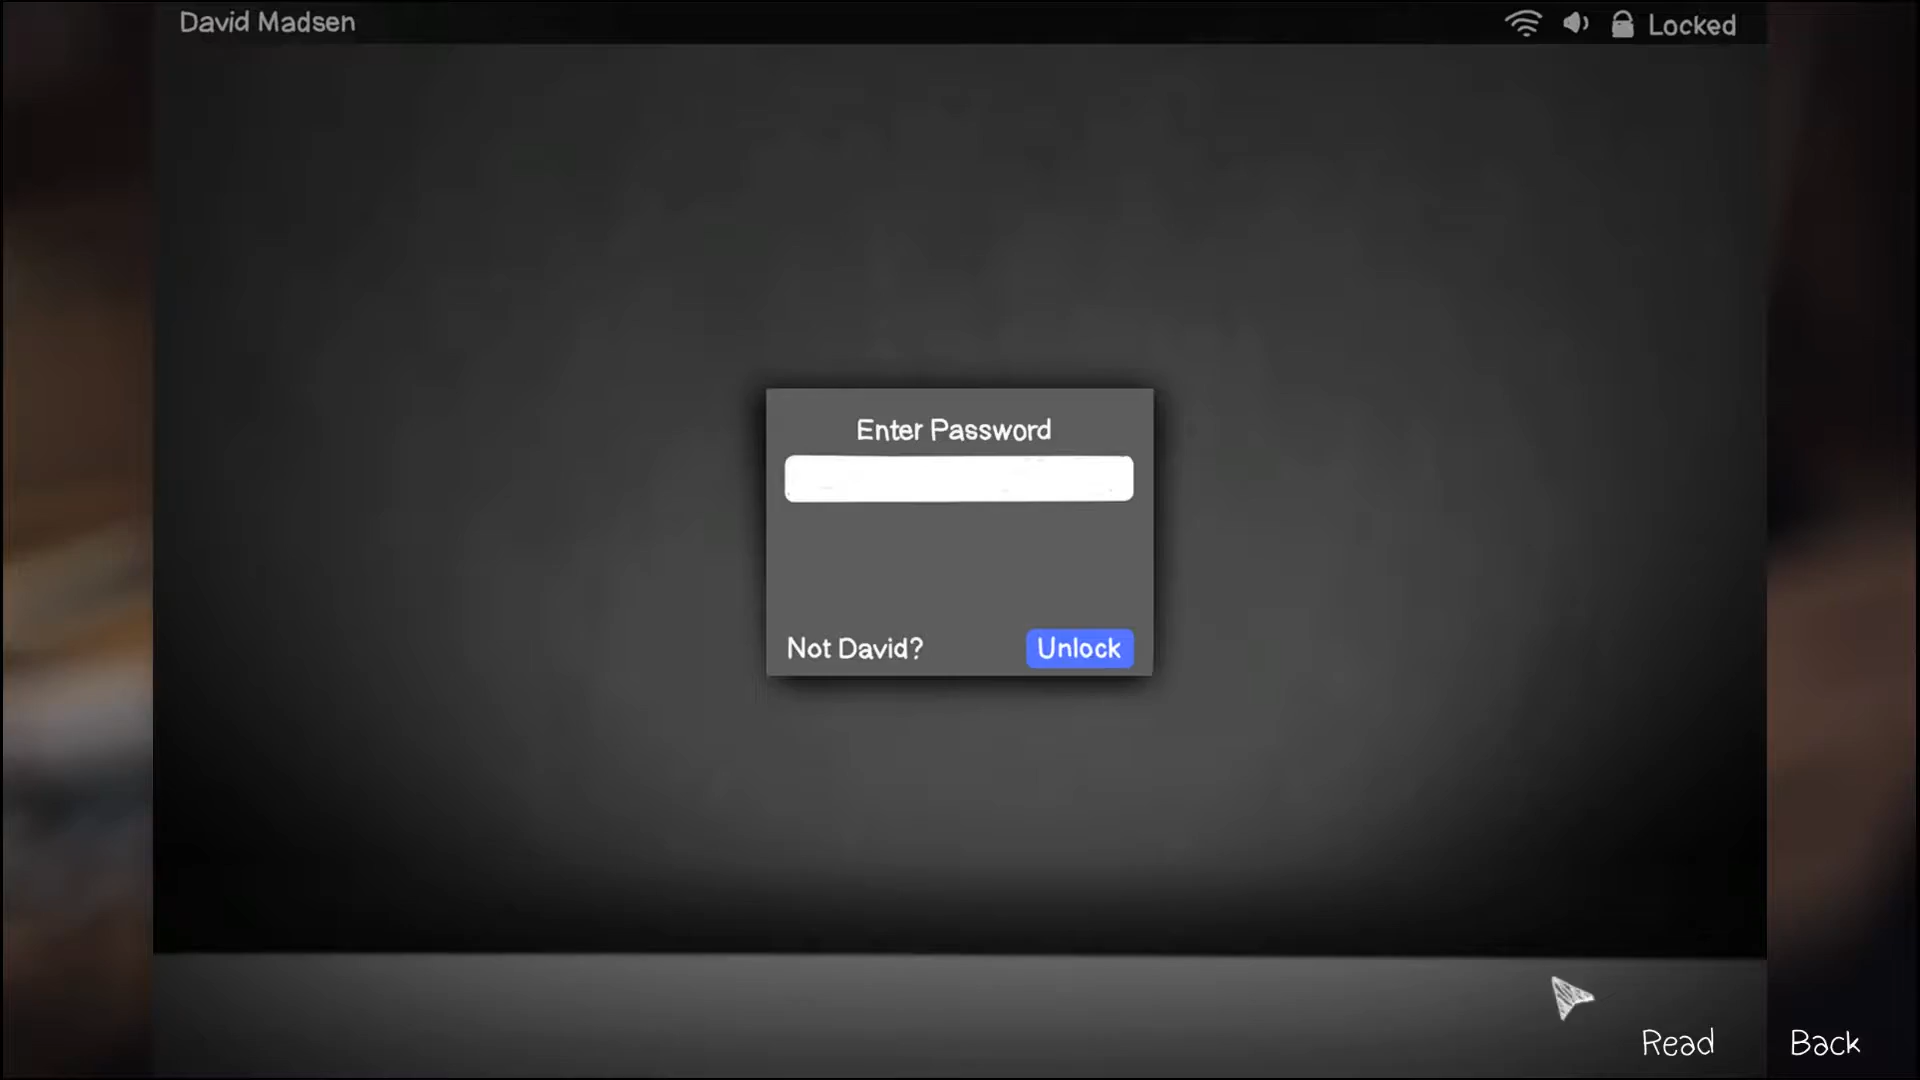 David Madsen
Locked
Enter Password
Not David?
Unlock
Read
Back